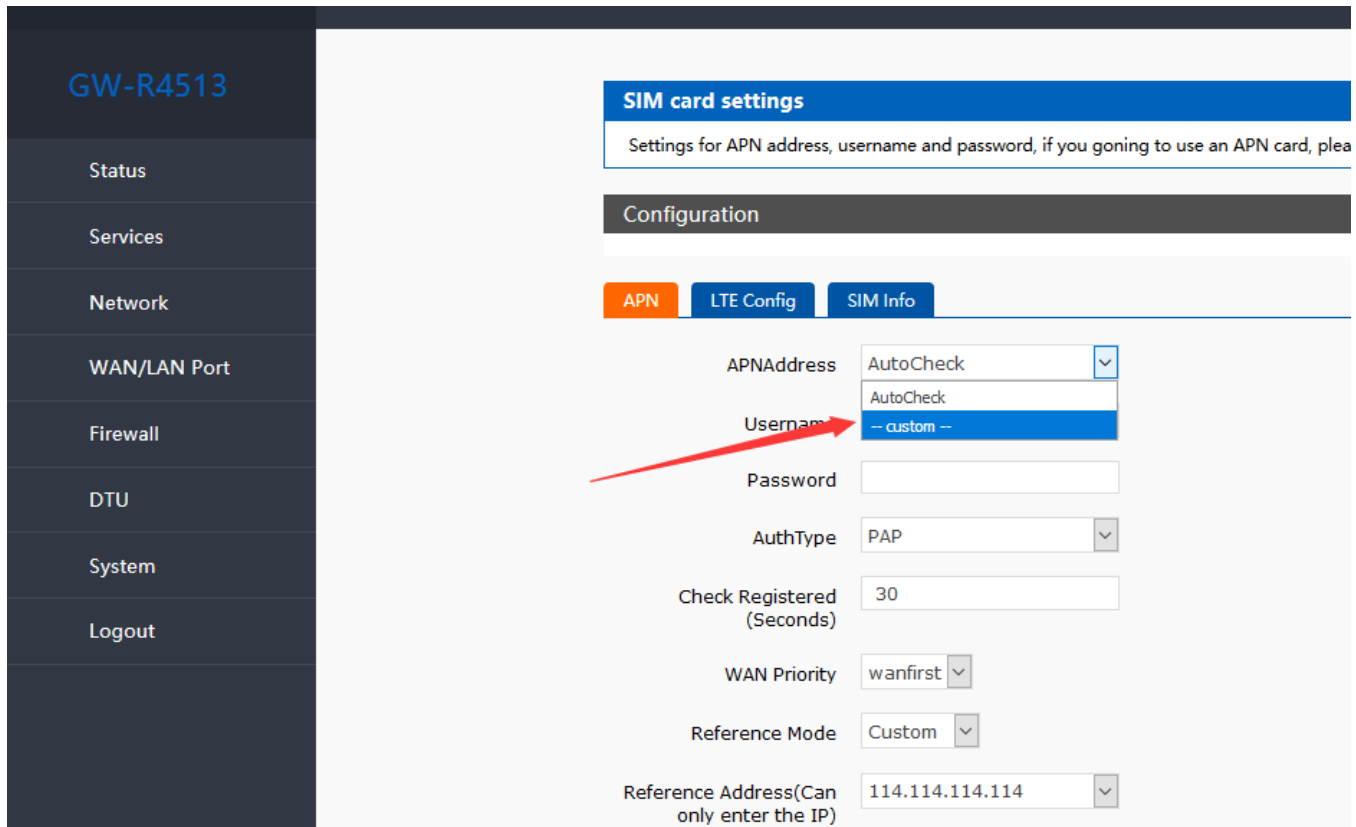 GW-R4513
Status
Services
Network
WAN/LAN Port
Firewall
DTU
System
Logout
SIM card settings
Settings for APN address, username and password, if you goning to use an APN card, plea
Configuration
APN LTE Config SIM Info
APNAddress AutoCheck
AutoCheck
Username -- custom --
Password
AuthType PAP
Check Registered 30
(Seconds)
WAN Priority wanfirst
Reference Mode Custom
Reference Address(Can 114.114.114.114
only enter the IP)